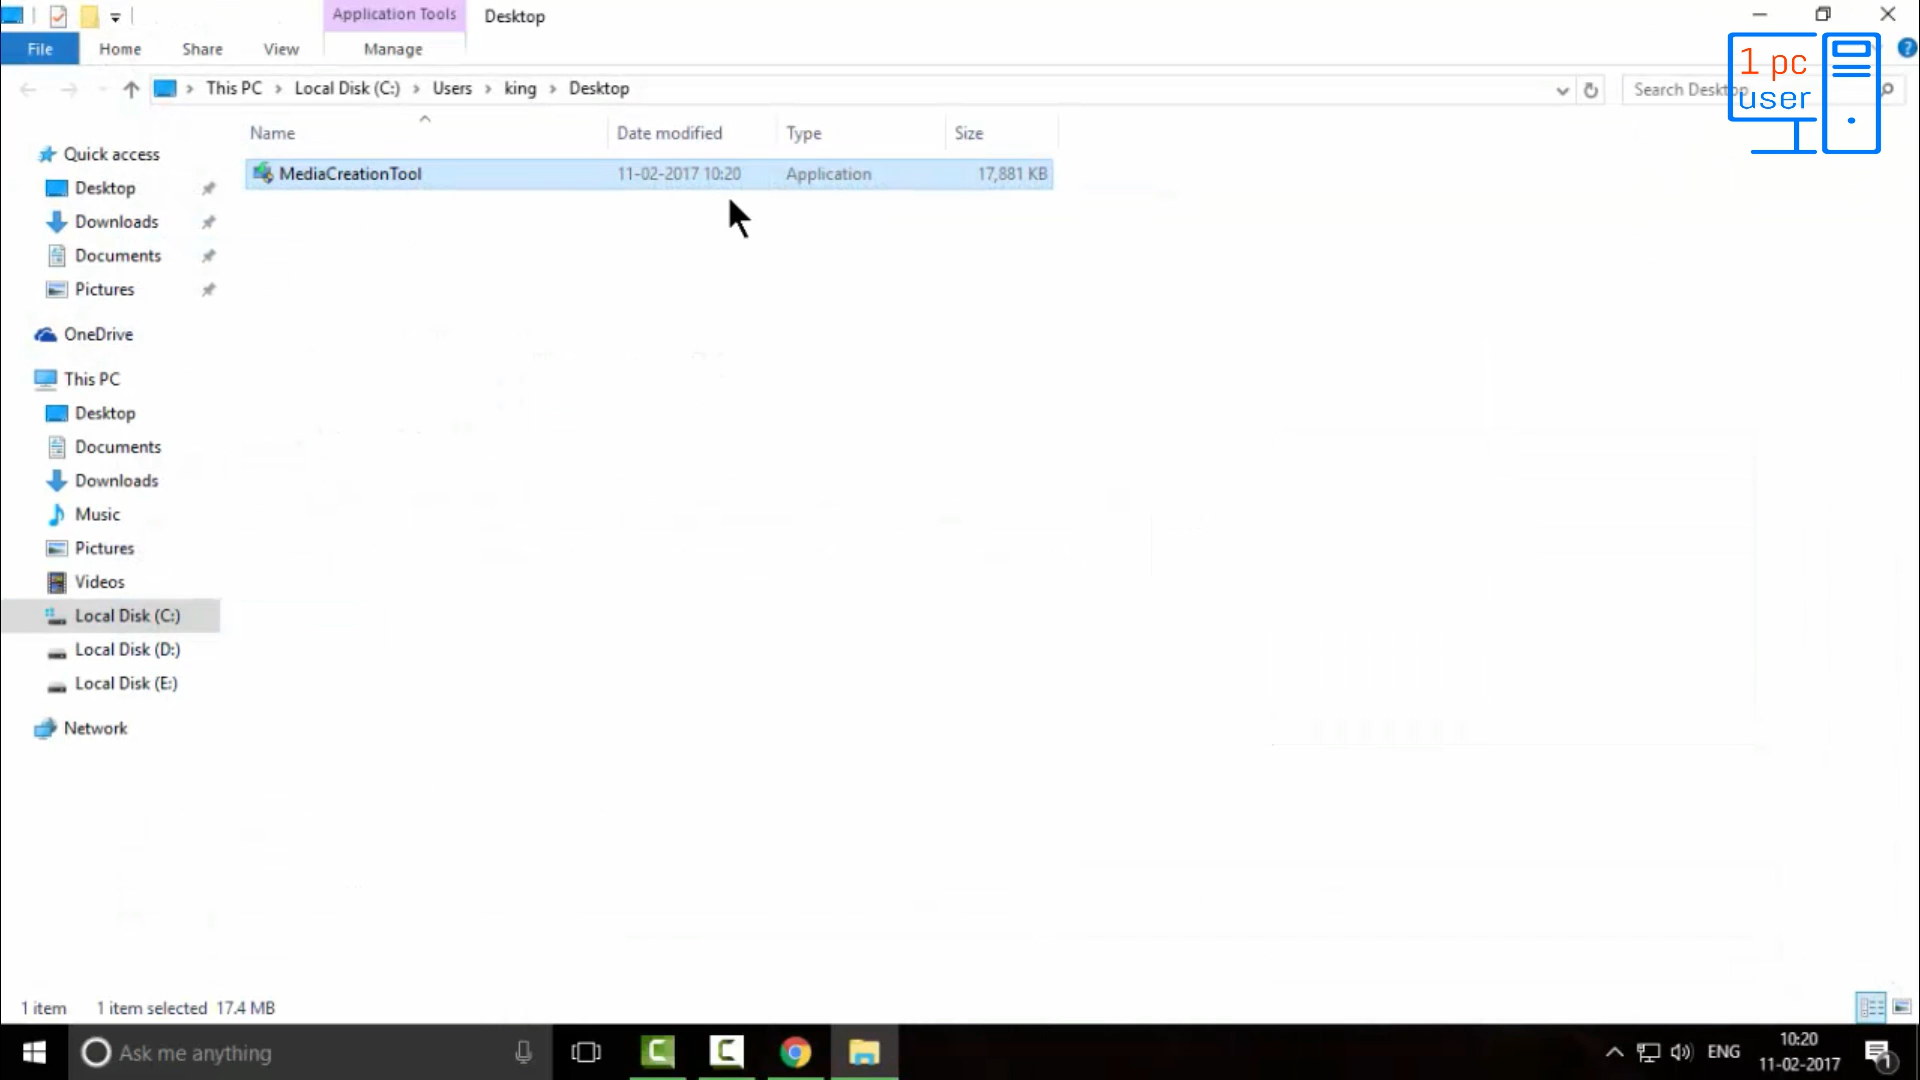 Application Tools
Desktop
File
Home
Share
View
Manage
This PC
Local Disk (C:)
Users
king
Desktop
Search Desktop
1 pc
user
Name
Date modified
Type
Size
MediaCreationTool
11-02-2017 10:20
Application
17,881 KB
Quick access
Desktop
Downloads
Documents
Pictures
OneDrive
This PC
Desktop
Documents
Downloads
Music
Pictures
Videos
Local Disk (C:)
Local Disk (D:)
Local Disk (E:)
Network
1 item
1 item selected 17.4 MB
Ask me anything
ENG
10:20
11-02-2017
1